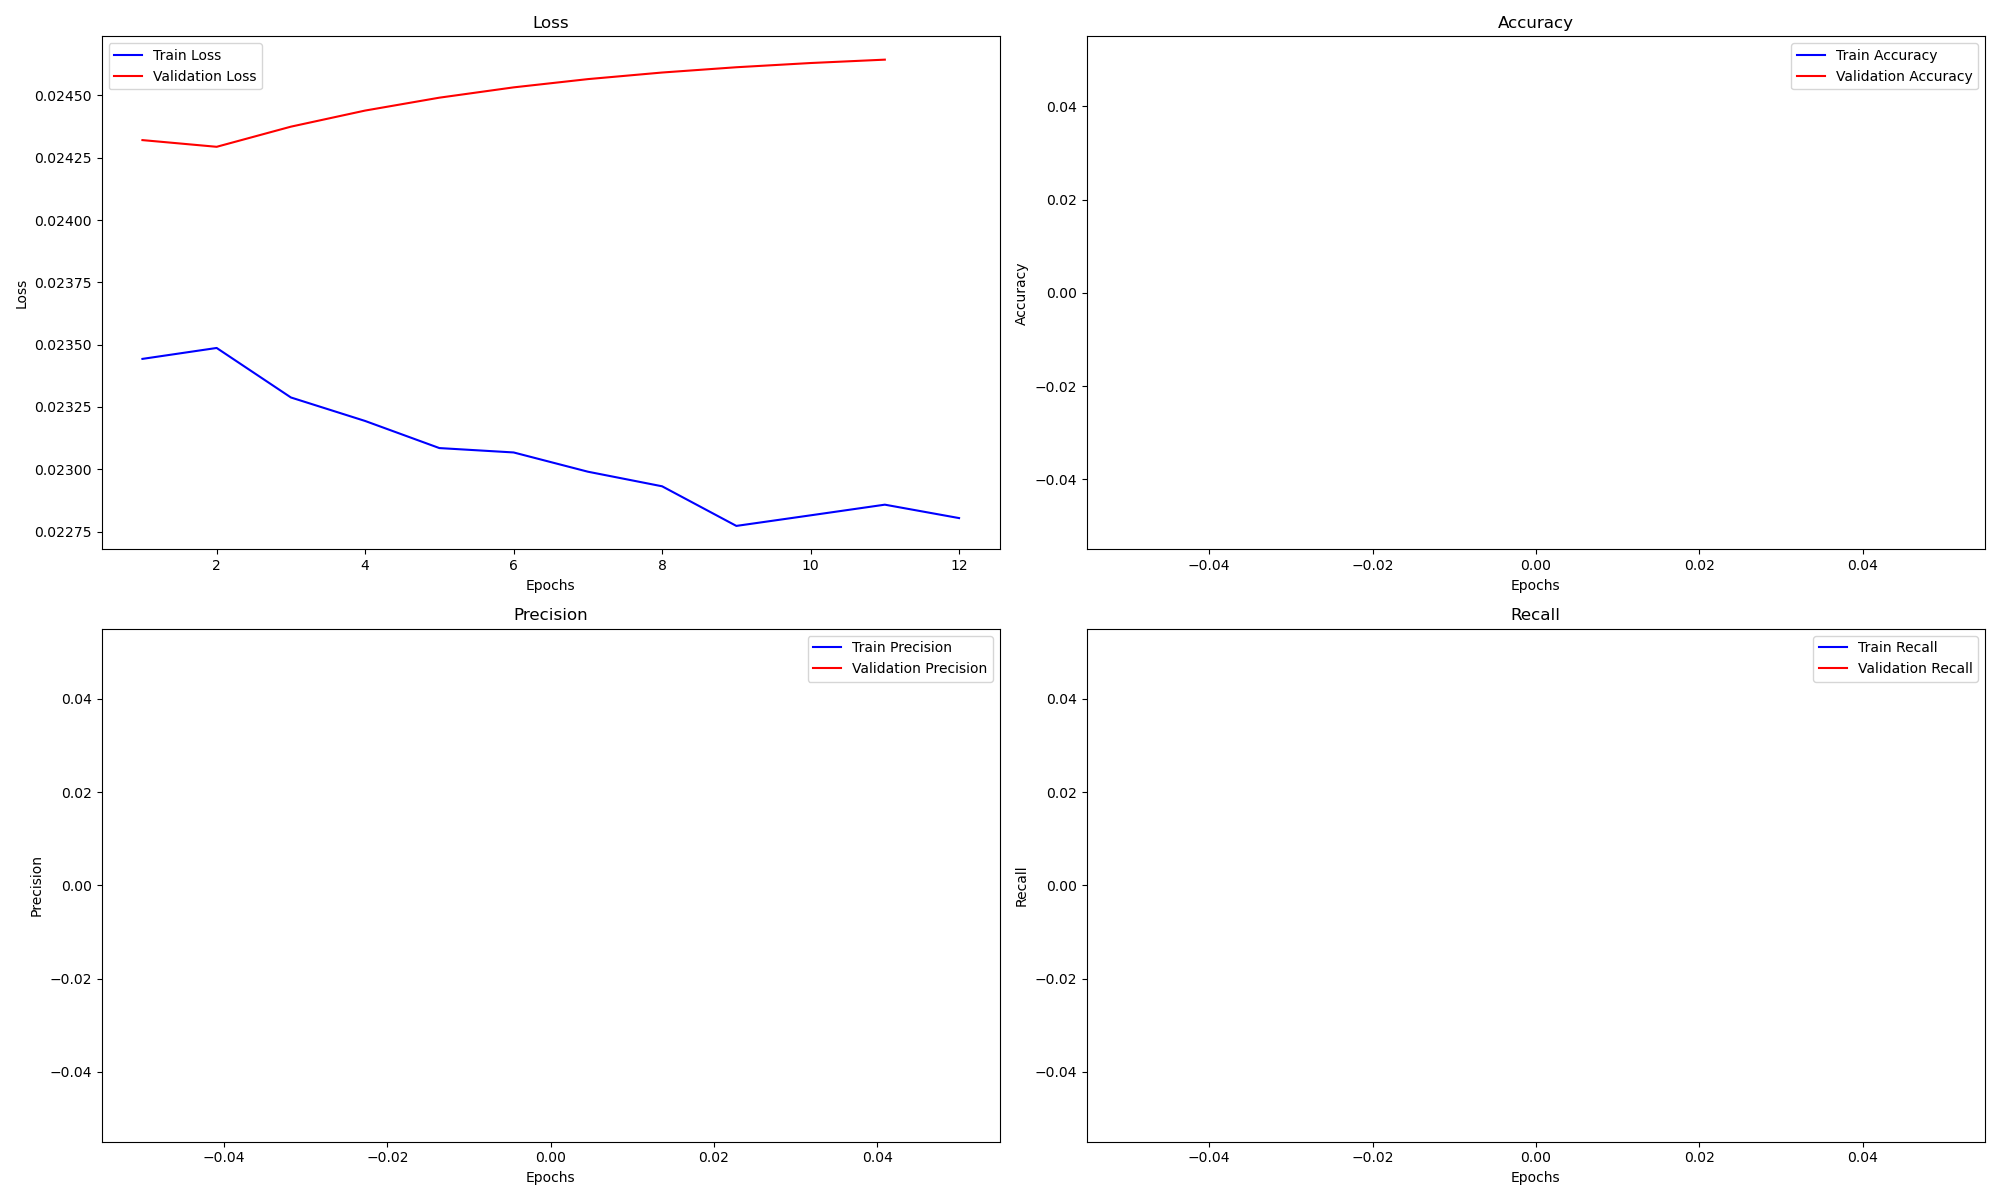 Loss
Train Loss
Validation Loss
0.02450
0.02425
0.02400
0.02375
0.02350
0.02325
0.02300
0.02275
Loss
2 4 6 8 10 12
Epochs
Accuracy
Train Accuracy
Validation Accuracy
0.04
0.02
0.00
−0.02
−0.04
Accuracy
−0.04 −0.02 0.00 0.02 0.04
Epochs
Precision
Train Precision
Validation Precision
0.04
0.02
0.00
−0.02
−0.04
Precision
−0.04 −0.02 0.00 0.02 0.04
Epochs
Recall
Train Recall
Validation Recall
0.04
0.02
0.00
−0.02
−0.04
Recall
−0.04 −0.02 0.00 0.02 0.04
Epochs